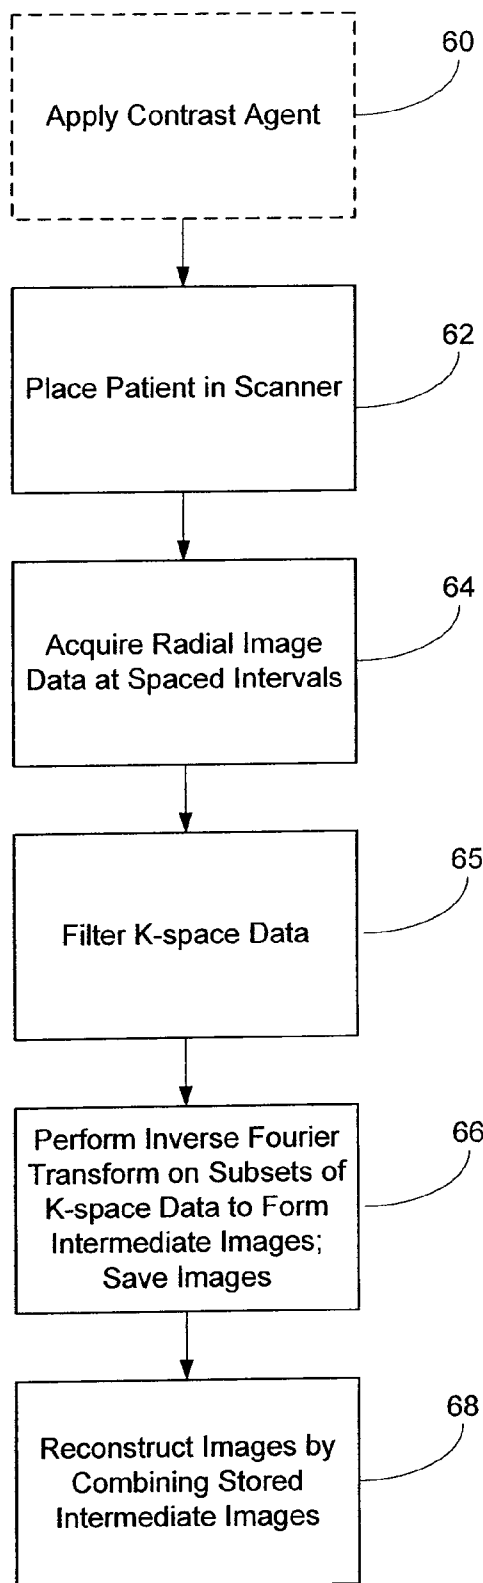 60
Apply Contrast Agent
62
Place Patient in Scanner
64
Acquire Radial Image
Data at Spaced Intervals
65
Filter K-space Data
66
Perform Inverse Fourier
Transform on Subsets of
K-space Data to Form
Intermediate Images;
Save Images
68
Reconstruct Images by
Combining Stored
Intermediate Images